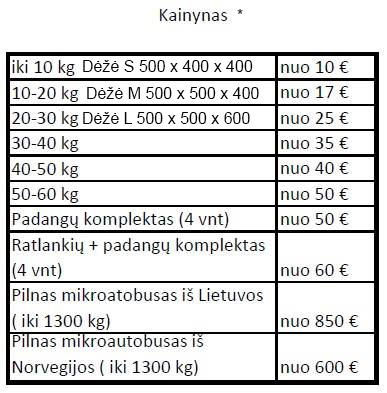 Kainynas *
iki 10 kg Dėžė S 500 x 400 x 400 nuo 10 €
10-20 kg Dėžė M 500 x 500 x 400 nuo 17 €
20-30 kg Dėžė L 500 x 500 x 600 nuo 25 €
30-40 kg nuo 35 €
40-50 kg nuo 40 €
50-60 kg nuo 50 €
Padangų komplektas (4 vnt) nuo 50 €
Ratlankių + padangų komplektas
(4 vnt) nuo 60 €
Pilnas mikroatobusas iš Lietuvos
( iki 1300 kg) nuo 850 €
Pilnas mikroautobusas iš
Norvegijos ( iki 1300 kg) nuo 600 €